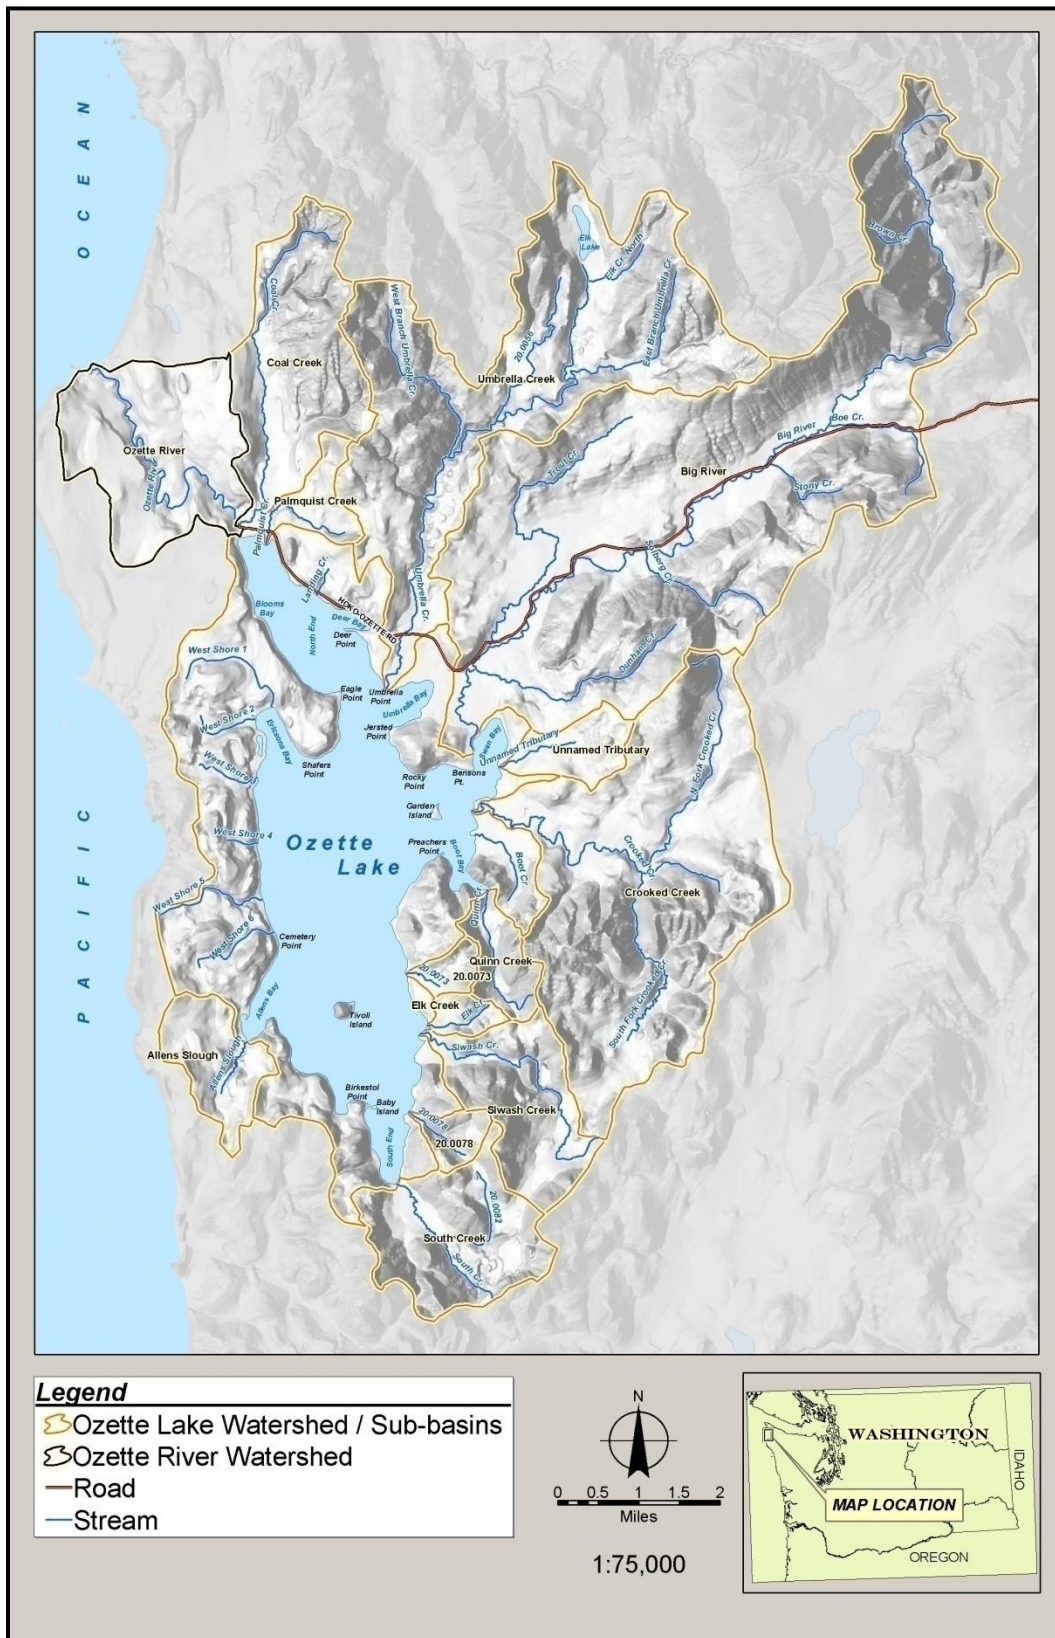 OCEAN
PACIFIC
Elk Lake
Elk Cr. North
Brown Cr.
Coal Cr.
West Branch Umbrella Cr.
20.0056
East Branch Umbrella Cr.
Coal Creek
Umbrella Creek
Big River
Boe Cr.
Ozette River
Ozette River
Trout Cr.
Big River
Stony Cr.
Palmquist Creek
Palmquist Cr.
Solberg Cr.
Landing Cr.
Umbrella Cr.
HOKO-OZETTE RD
Blooms Bay
North End
Deer Bay
Deer Point
Dunham Cr.
West Shore 1
Eagle Point
Umbrella Point
Umbrella Bay
Jersted Point
West Shore 2
Ericsons Bay
Swan Bay
Unnamed Tributary
Unnamed Tributary
N. Fork Crooked Cr.
West Shore 3
Shafers Point
Rocky Point
Bensons Pt.
Garden Island
West Shore 4
Ozette
Lake
Preachers Point
Boot Bay
Boot Cr.
Crooked Cr.
Crooked Creek
West Shore 5
Quinn Cr.
West Shore 6
Cemetery Point
Quinn Creek
20.0073
20.0073
South Fork Crooked Cr.
Allens Bay
Elk Creek
Elk Cr.
Tivoli Island
Siwash Cr.
Allens Slough
Allens Slough
Birkestol Point
Baby Island
Siwash Creek
20.0078
20.0078
South End
20.0082
South Creek
South Cr.
Legend
Ozette Lake Watershed / Sub-basins
Ozette River Watershed
Road
Stream
N
0 0.5 1 2
Miles
1:75,000
WASHINGTON
IDAHO
MAP LOCATION
OREGON